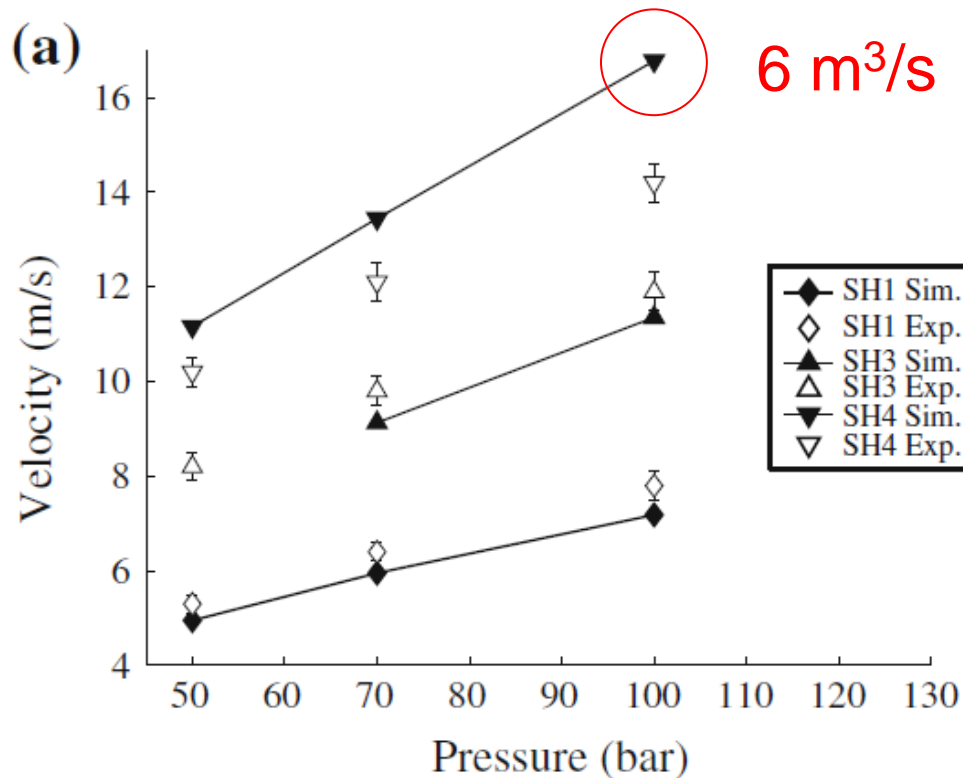 (a)
6 m³/s
16
14
12
10
8
6
4
Velocity (m/s)
SH1 Sim.
SH1 Exp.
SH3 Sim.
SH3 Exp.
SH4 Sim.
SH4 Exp.
50 60 70 80 90 100 110 120 130
Pressure (bar)